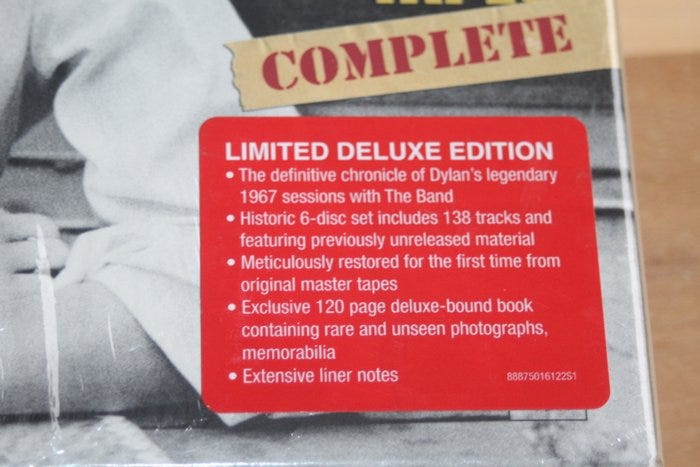 COMPLETE
LIMITED DELUXE EDITION
• The definitive chronicle of Dylan's legendary
1967 sessions with The Band
• Historic 6-disc set includes 138 tracks and
featuring previously unreleased material
• Meticulously restored for the first time from
original master tapes
• Exclusive 120 page deluxe-bound book
containing rare and unseen photographs,
memorabilia
• Extensive liner notes
88875016122S1